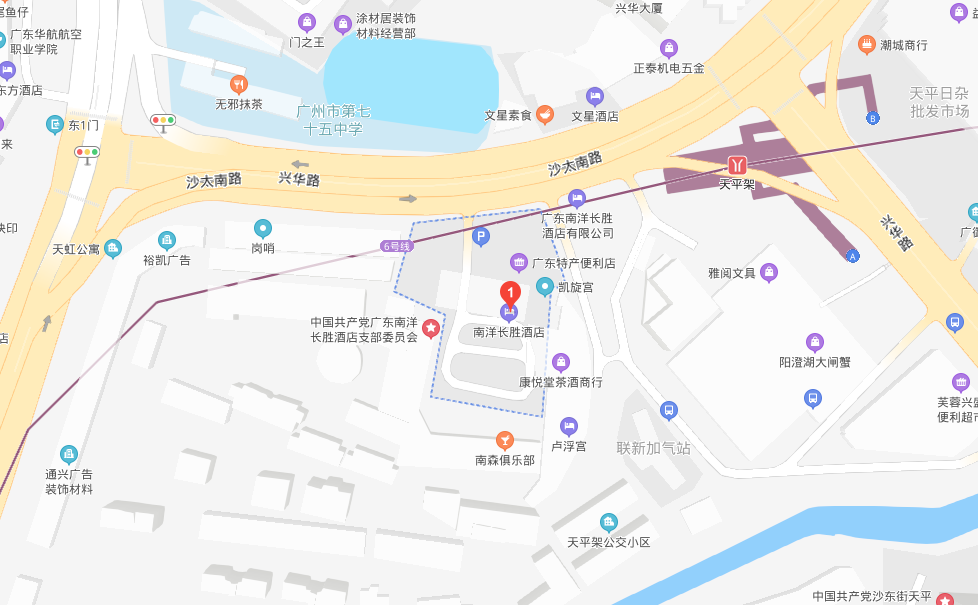 兴华大厦
尾鱼仔
涂材居装饰
材料经营部
门之王
广东华航航空
职业学院
潮城商行
正泰机电五金
东方酒店
无邪抹茶
天平日杂
批发市场
广州市第七
十五中学
文星素食
文星酒店
B
东1门
来
沙太南路
兴华路
沙太南路
天平架
广东南洋长胜
酒店有限公司
兴华路
快印
P
6号线
天虹公寓
裕凯广告
岗哨
A
广东特产便利店
雅阅文具
凯旋宫
1
中国共产党广东南洋
长胜酒店支部委员会
南洋长胜酒店
店
阳澄湖大闸蟹
康悦堂茶酒商行
芙蓉兴盛
便利超市
卢浮宫
联新加气站
南森俱乐部
通兴广告
装饰材料
天平架公交小区
中国共产党沙东街天平